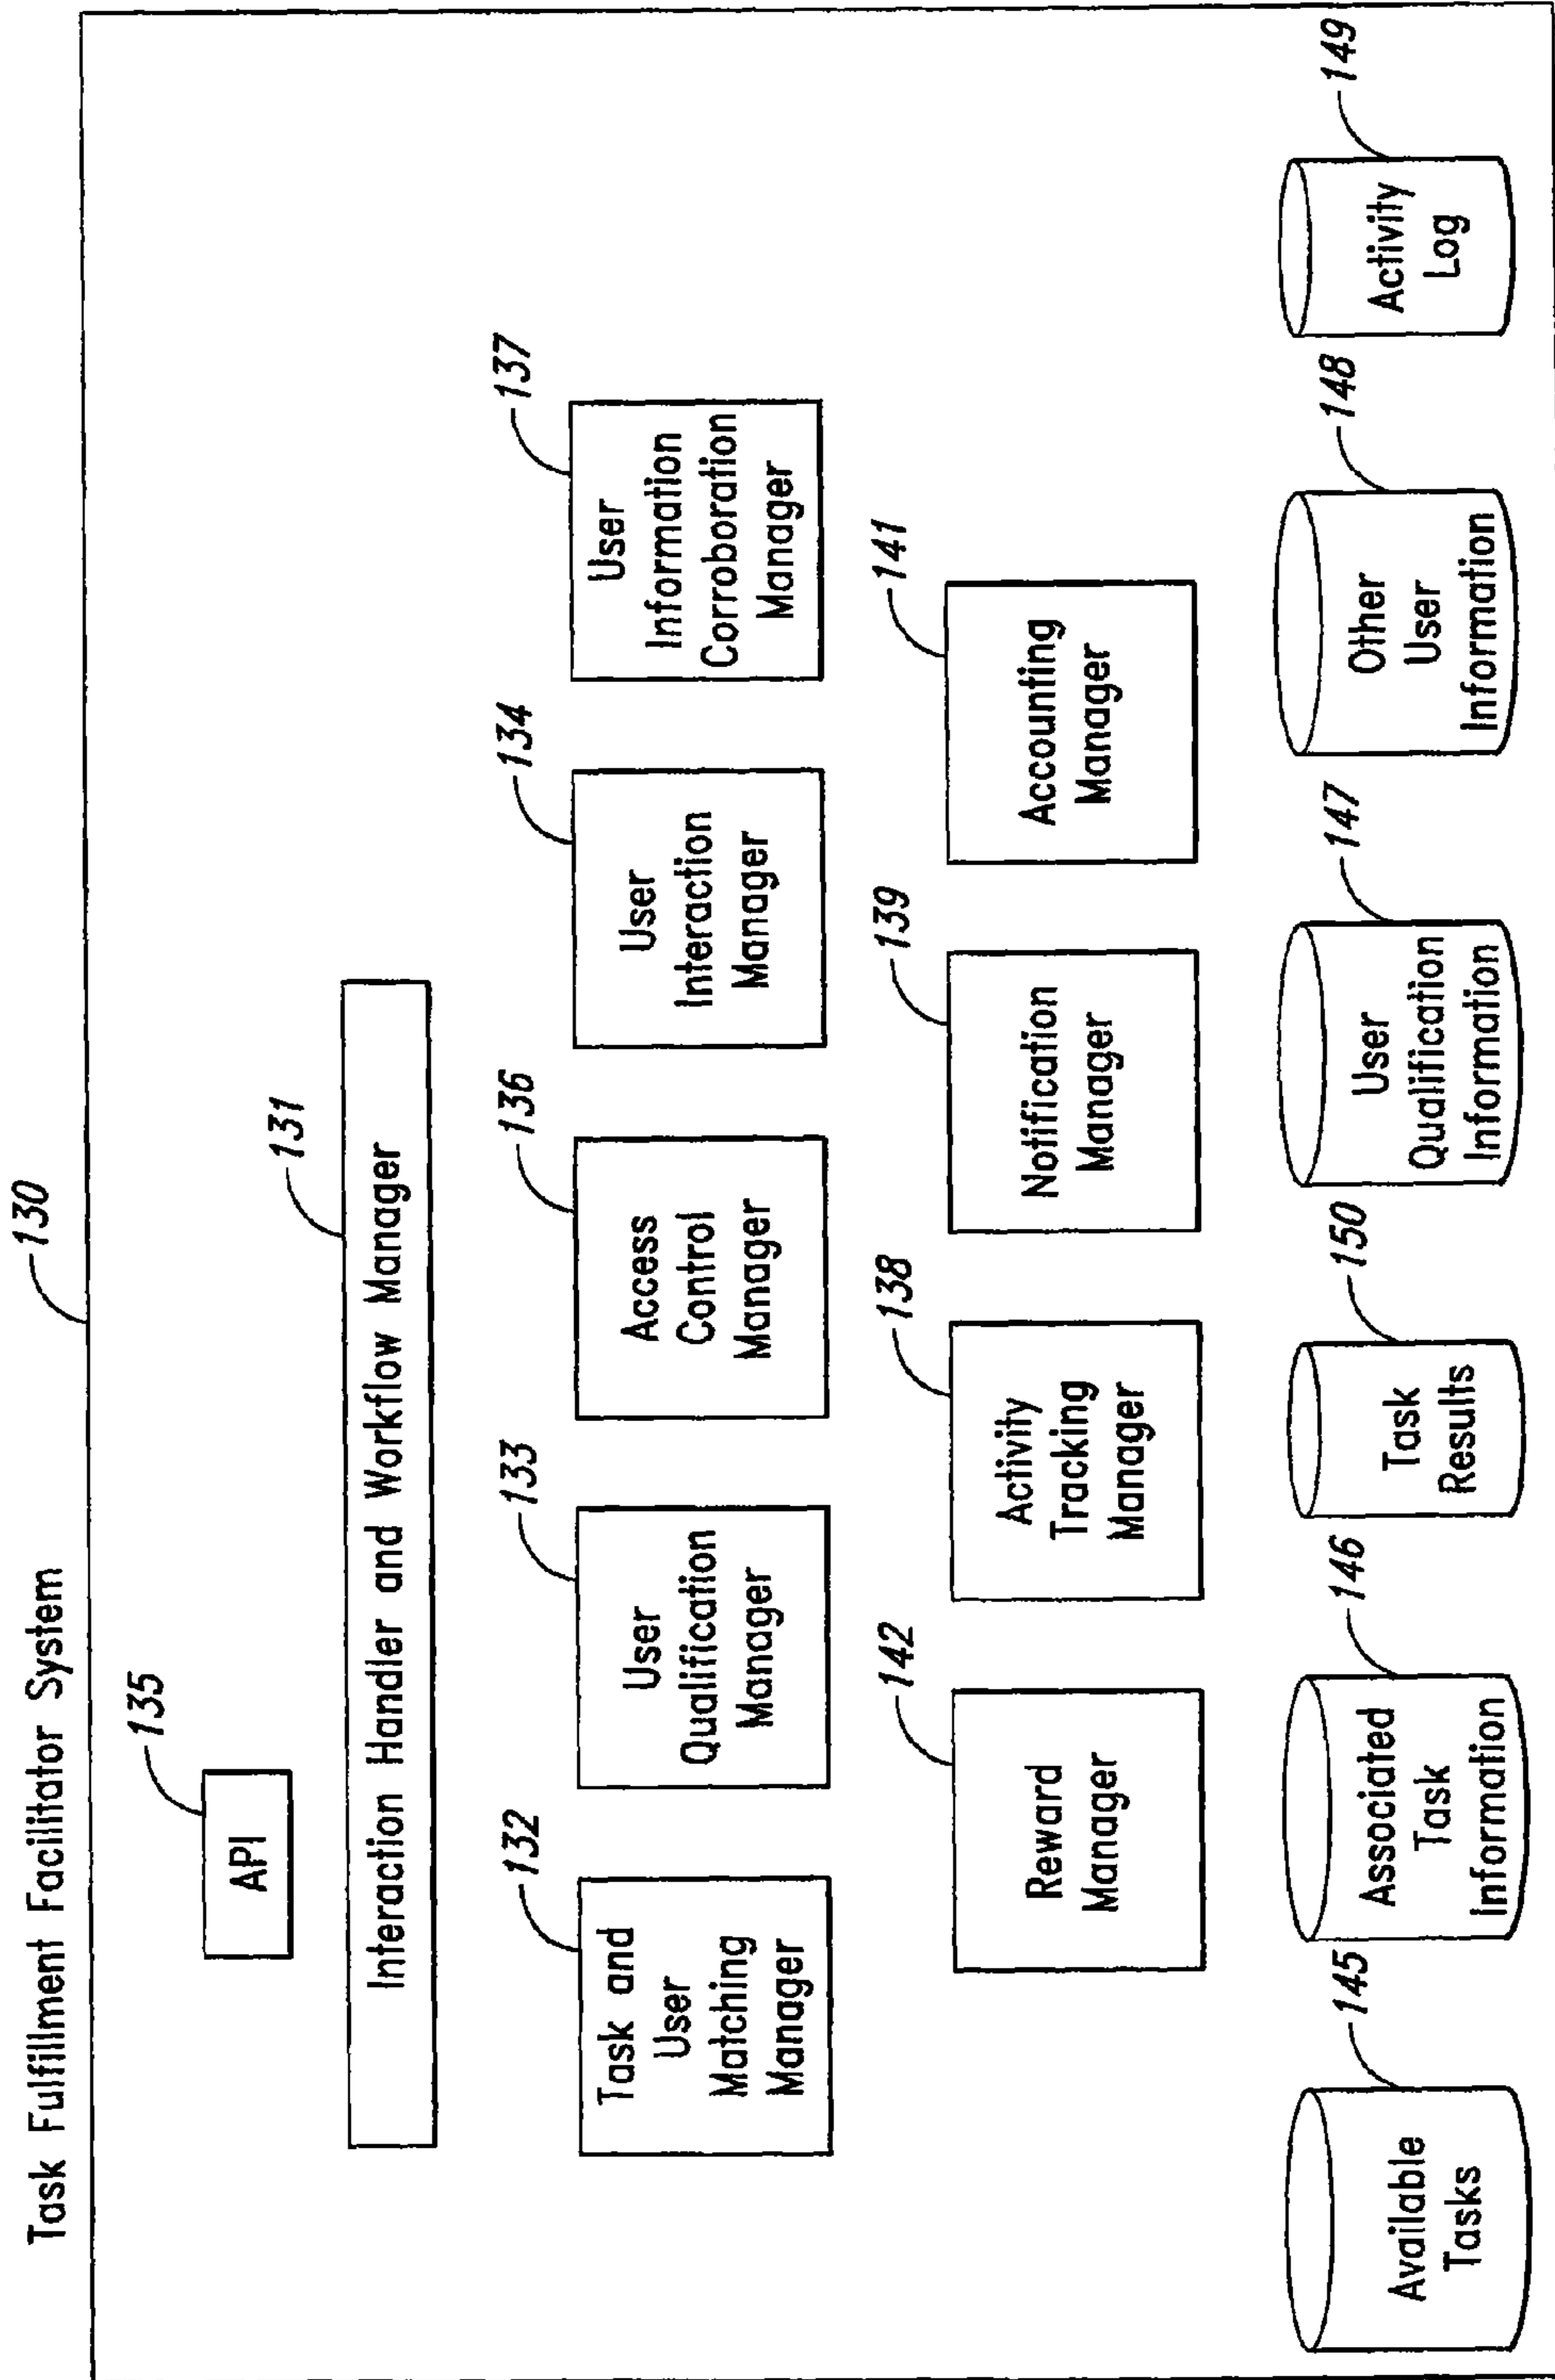 Task Fulfillment Facilitator System
130
135
API
131
Interaction Handler and Workflow Manager
132
Task and
User
Matching
Manager
133
User
Qualification
Manager
136
Access
Control
Manager
134
User
Interaction
Manager
137
User
Information
Corroboration
Manager
142
Reward
Manager
138
Activity
Tracking
Manager
139
Notification
Manager
141
Accounting
Manager
145
Available
Tasks
146
Associated
Task
Information
150
Task
Results
147
User
Qualification
Information
148
Other
User
Information
149
Activity
Log